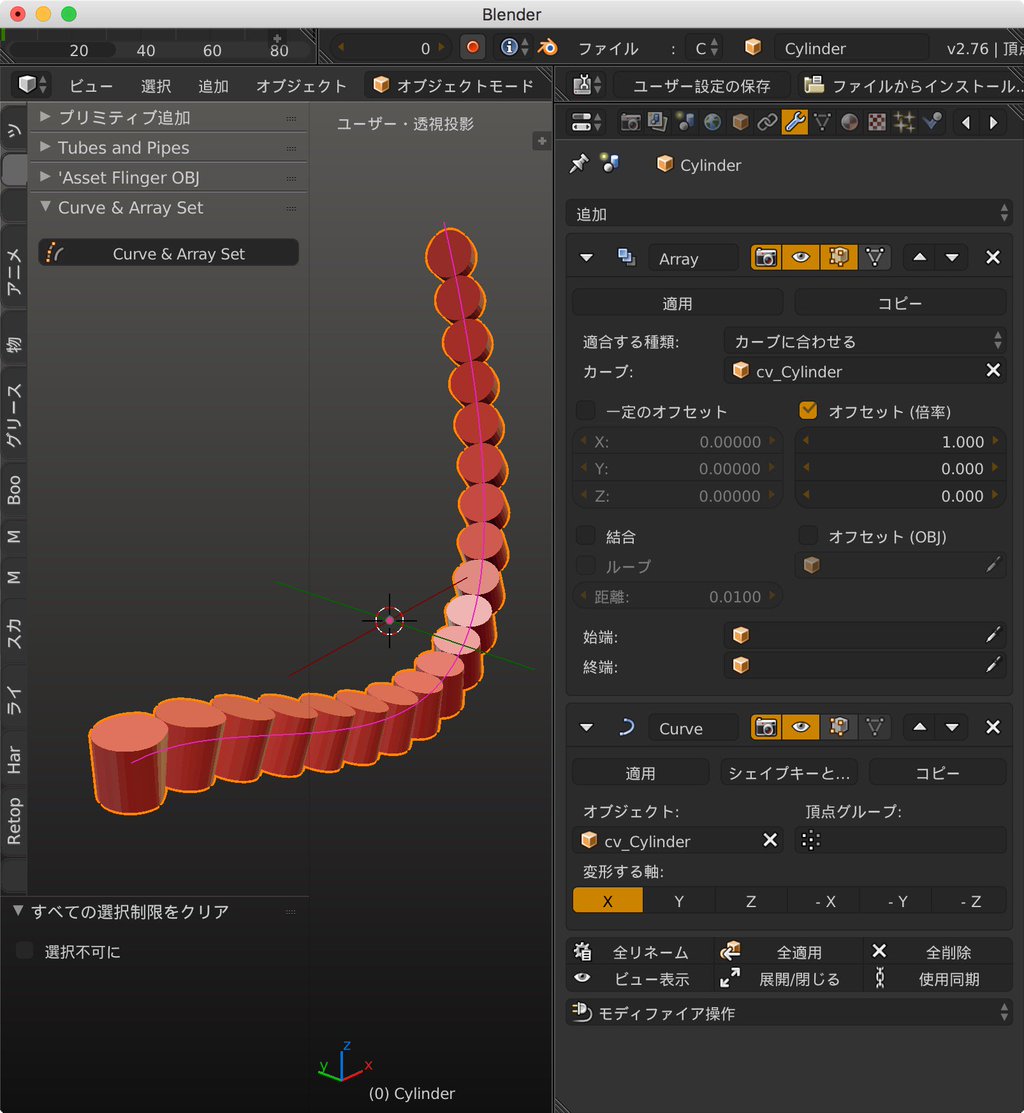 Blender
20 40 60 80 0 ファイル : C Cylinder v2.76 | 頂点
ビュー 選択 追加 オブジェクト オブジェクトモード
ユーザー設定の保存 ファイルからインストール...
プリミティブ追加
Tubes and Pipes
'Asset Flinger OBJ
Curve & Array Set
Curve & Array Set
ユーザー・透視投影
ツ
アニメ
物
グリース
Boo
M
M
スカ
ライ
Har
Retop
すべての選択制限をクリア
選択不可に
y z x
(0) Cylinder
Cylinder
追加
Array
適用 コピー
適合する種類: カーブに合わせる
カーブ: cv_Cylinder
一定のオフセット オフセット (倍率)
X: 0.00000 1.000
Y: 0.00000 0.000
Z: 0.00000 0.000
結合 オフセット (OBJ)
ループ
距離: 0.0100
始端:
終端:
Curve
適用 シェイプキーと... コピー
オブジェクト: 頂点グループ:
cv_Cylinder
変形する軸:
X Y Z - X - Y - Z
全リネーム 全適用 全削除
ビュー表示 展開/閉じる 使用同期
モディファイア操作